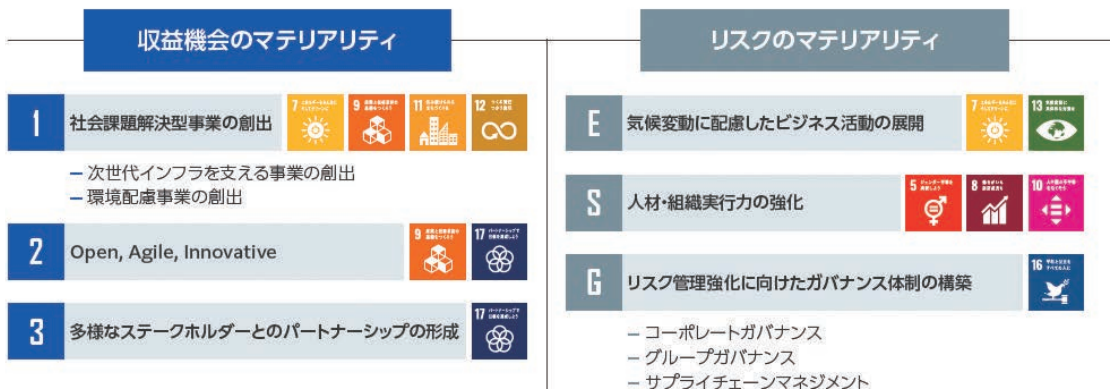 収益機会のマテリアリティ
1 社会課題解決型事業の創出 7 9 11 12
– 次世代インフラを支える事業の創出
– 環境配慮事業の創出
2 Open, Agile, Innovative 9 17
3 多様なステークホルダーとのパートナーシップの形成 17
リスクのマテリアリティ
E 気候変動に配慮したビジネス活動の展開 7 13
S 人材・組織実行力の強化 5 8 10
G リスク管理強化に向けたガバナンス体制の構築 16
– コーポレートガバナンス
– グループガバナンス
– サプライチェーンマネジメント